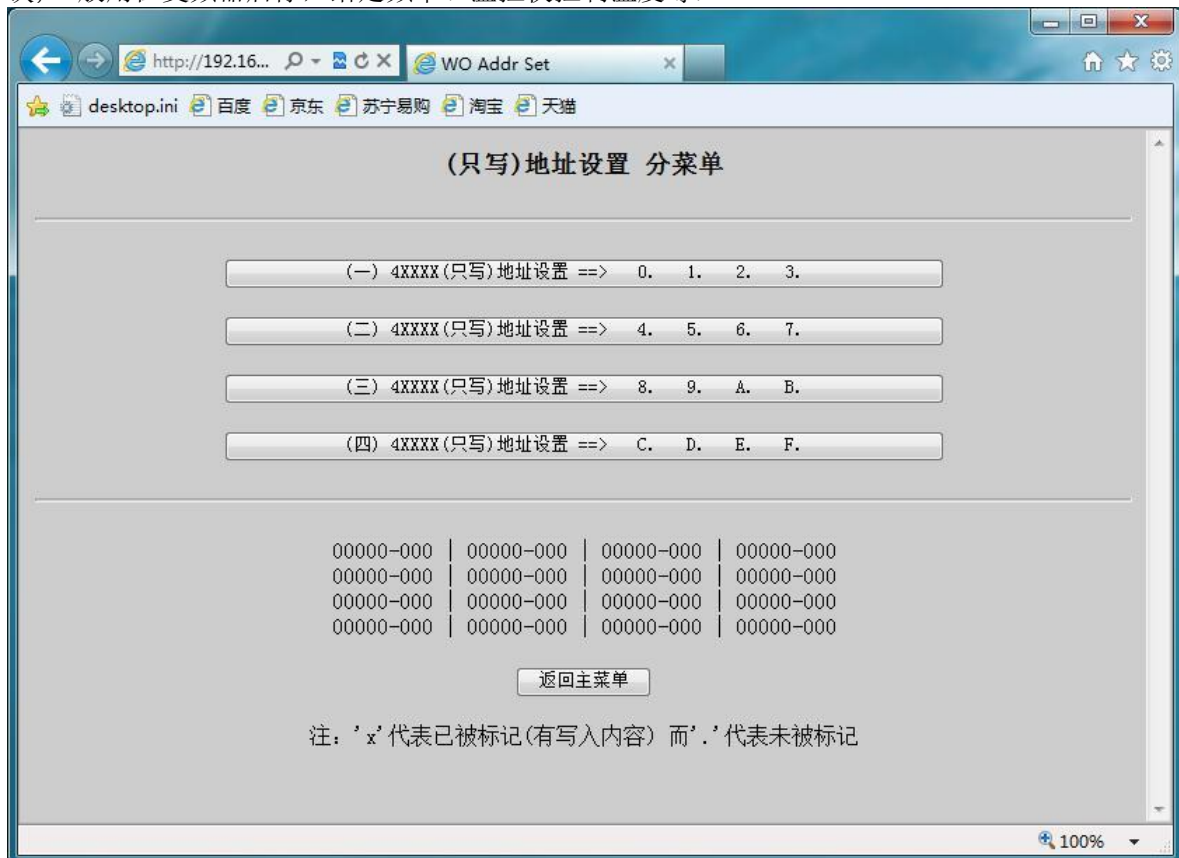 http://192.16...
WO Addr Set
desktop.ini 百度 京东 苏宁易购 淘宝 天猫
(只写)地址设置 分菜单
(一) 4XXXX(只写)地址设置 ==> 0. 1. 2. 3.
(二) 4XXXX(只写)地址设置 ==> 4. 5. 6. 7.
(三) 4XXXX(只写)地址设置 ==> 8. 9. A. B.
(四) 4XXXX(只写)地址设置 ==> C. D. E. F.
00000-000 | 00000-000 | 00000-000 | 00000-000
00000-000 | 00000-000 | 00000-000 | 00000-000
00000-000 | 00000-000 | 00000-000 | 00000-000
00000-000 | 00000-000 | 00000-000 | 00000-000
返回主菜单
注：'x'代表已被标记(有写入内容) 而'.'代表未被标记
100%